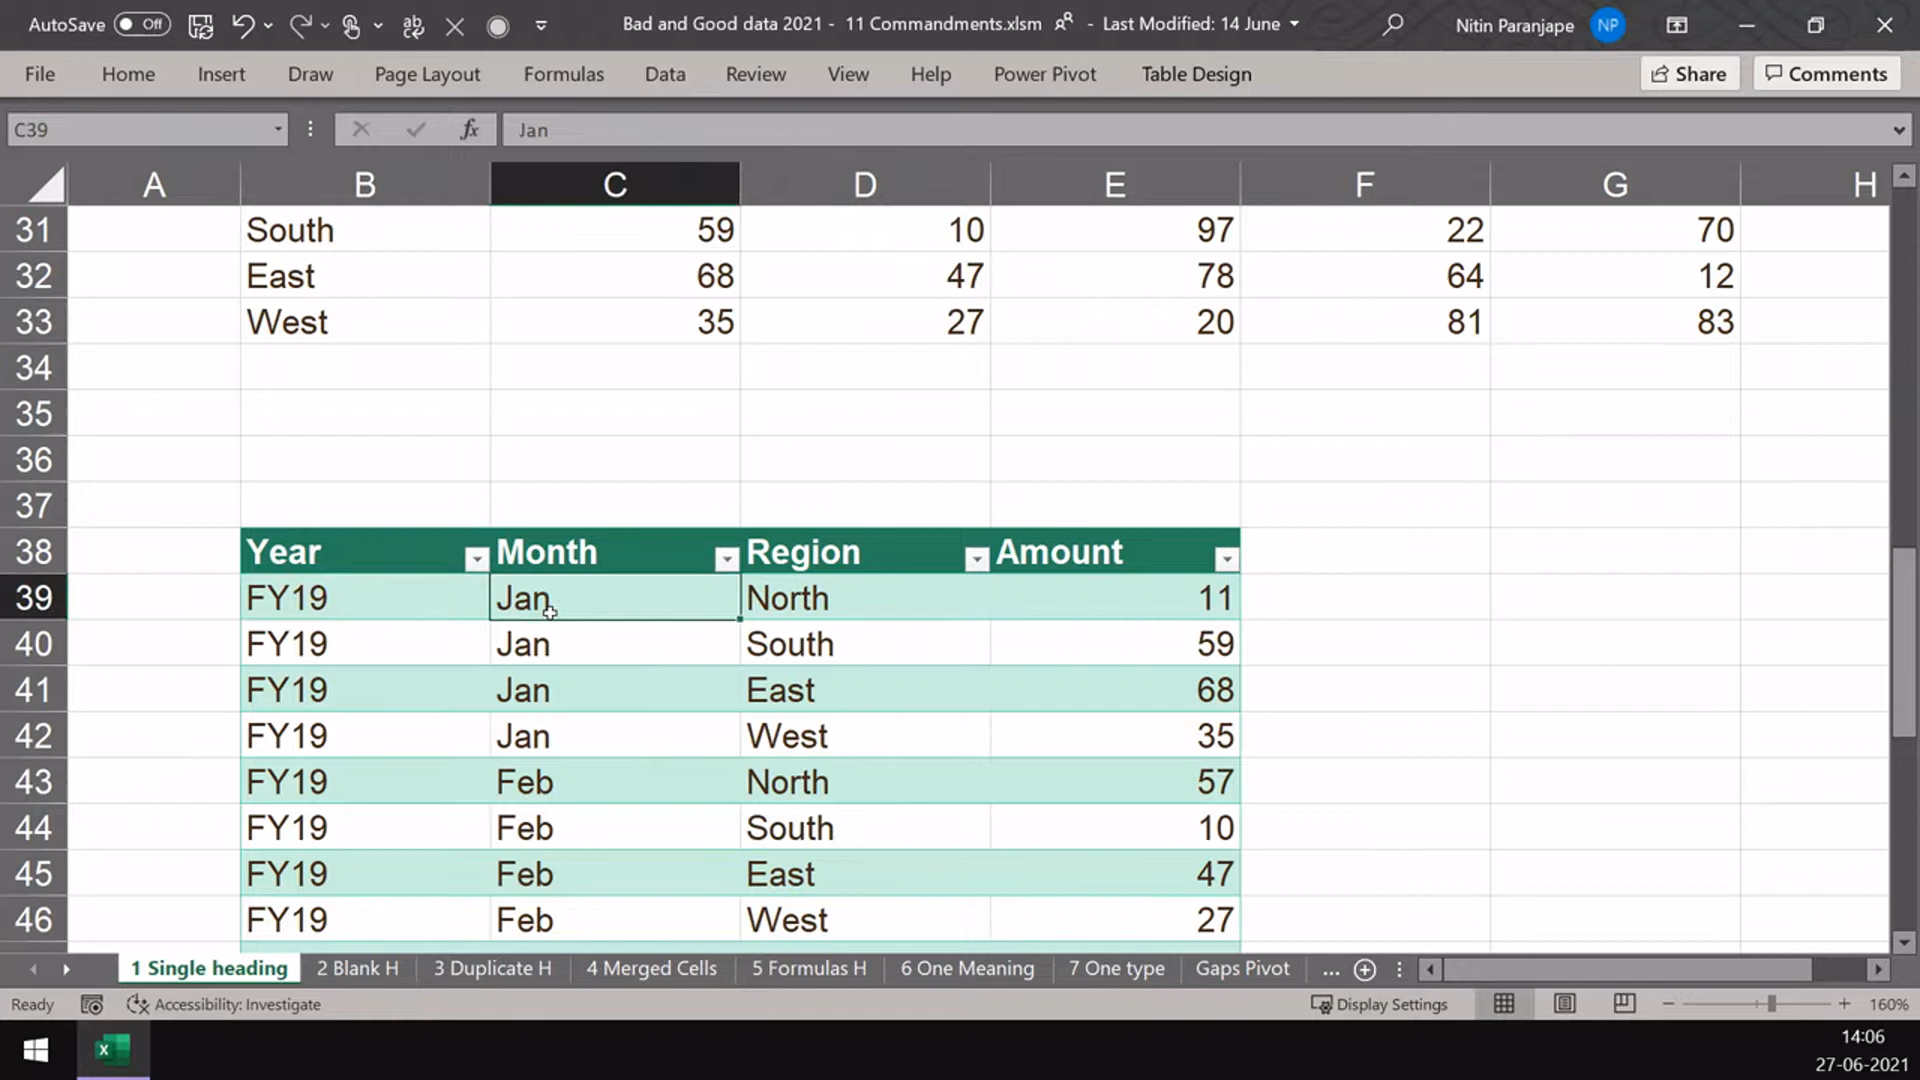 AutoSave Off Bad and Good data 2021 - 11 Commandments.xlsm - Last Modified: 14 June Nitin Paranjape NP
File Home Insert Draw Page Layout Formulas Data Review View Help Power Pivot Table Design Share Comments
C39 fx Jan
A B C D E F G H
31 South 59 10 97 22 70
32 East 68 47 78 64 12
33 West 35 27 20 81 83
34
35
36
37
38 Year Month Region Amount
39 FY19 Jan North 11
40 FY19 Jan South 59
41 FY19 Jan East 68
42 FY19 Jan West 35
43 FY19 Feb North 57
44 FY19 Feb South 10
45 FY19 Feb East 47
46 FY19 Feb West 27
1 Single heading 2 Blank H 3 Duplicate H 4 Merged Cells 5 Formulas H 6 One Meaning 7 One type Gaps Pivot ...
Ready Accessibility: Investigate Display Settings 160%
14:06
27-06-2021